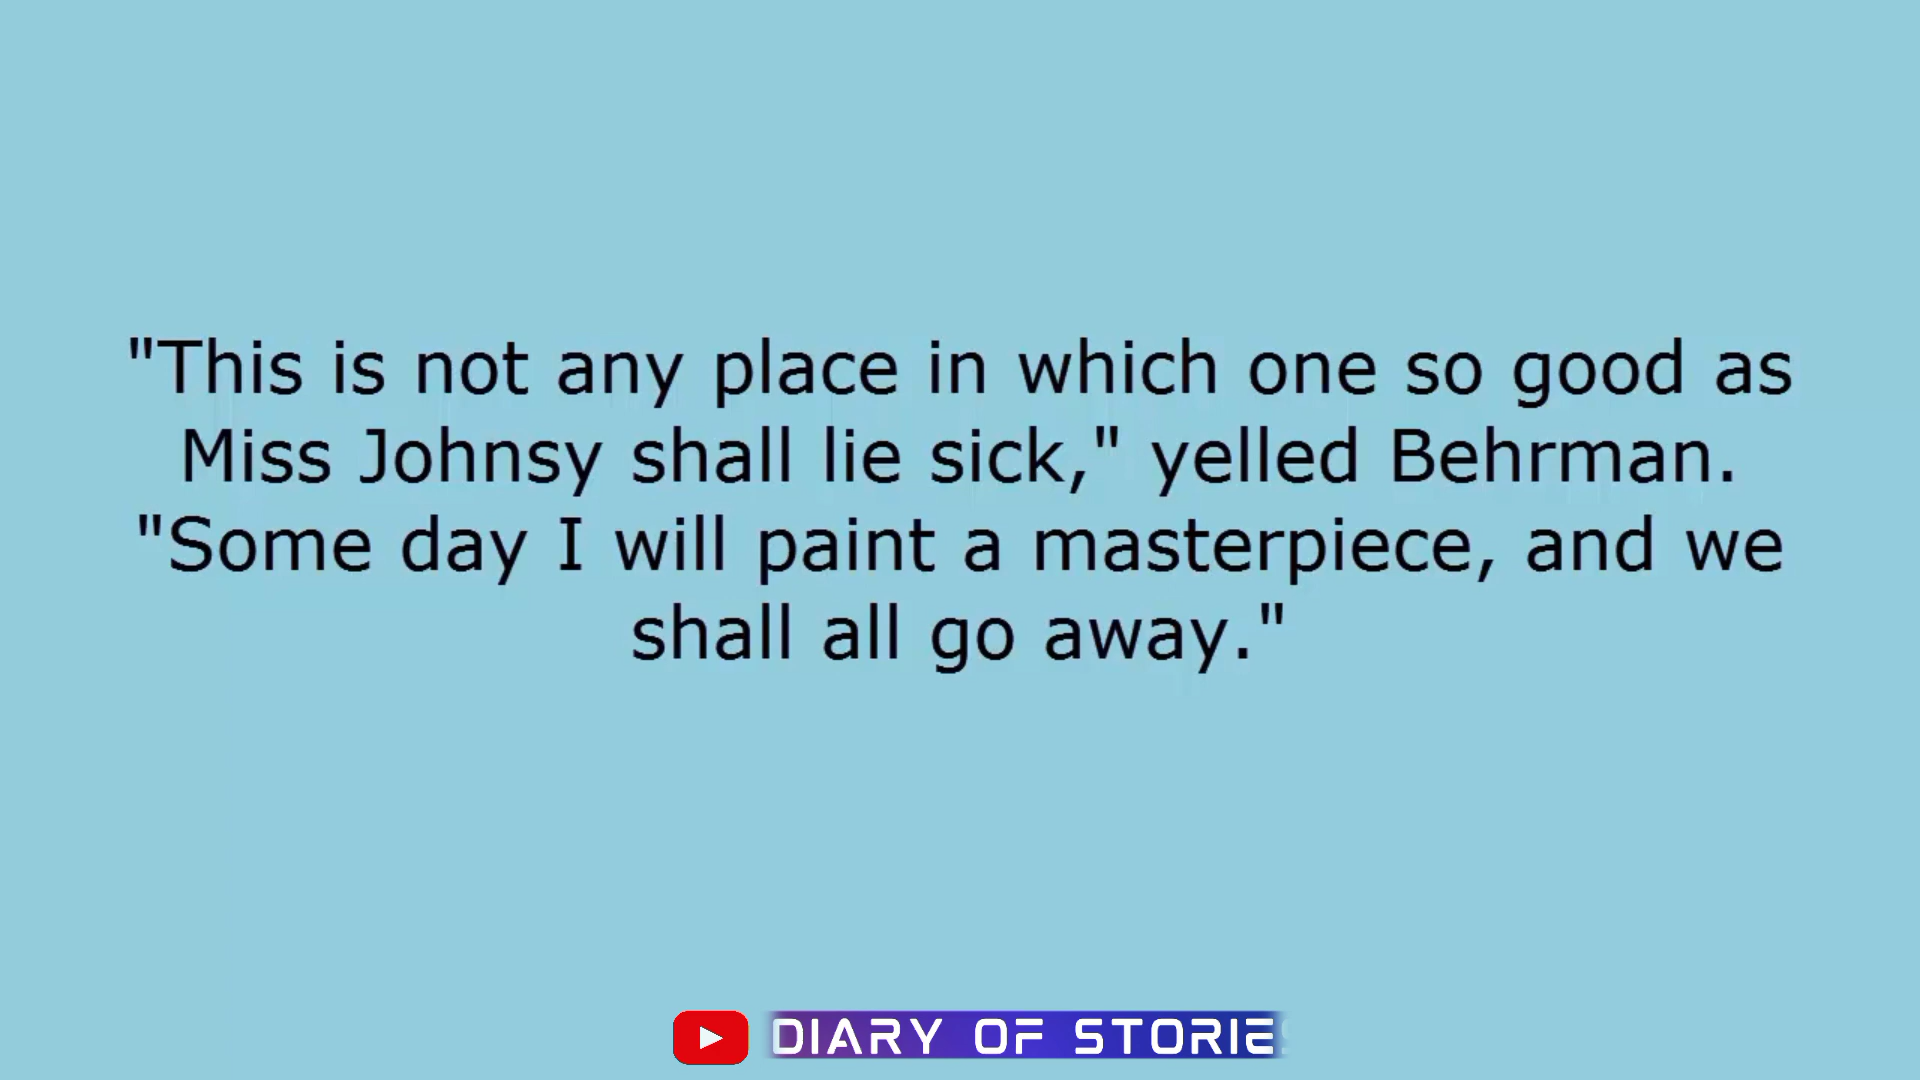 "This is not any place in which one so good as
Miss Johnsy shall lie sick," yelled Behrman.
"Some day I will paint a masterpiece, and we
shall all go away."
DIARY OF STORIES